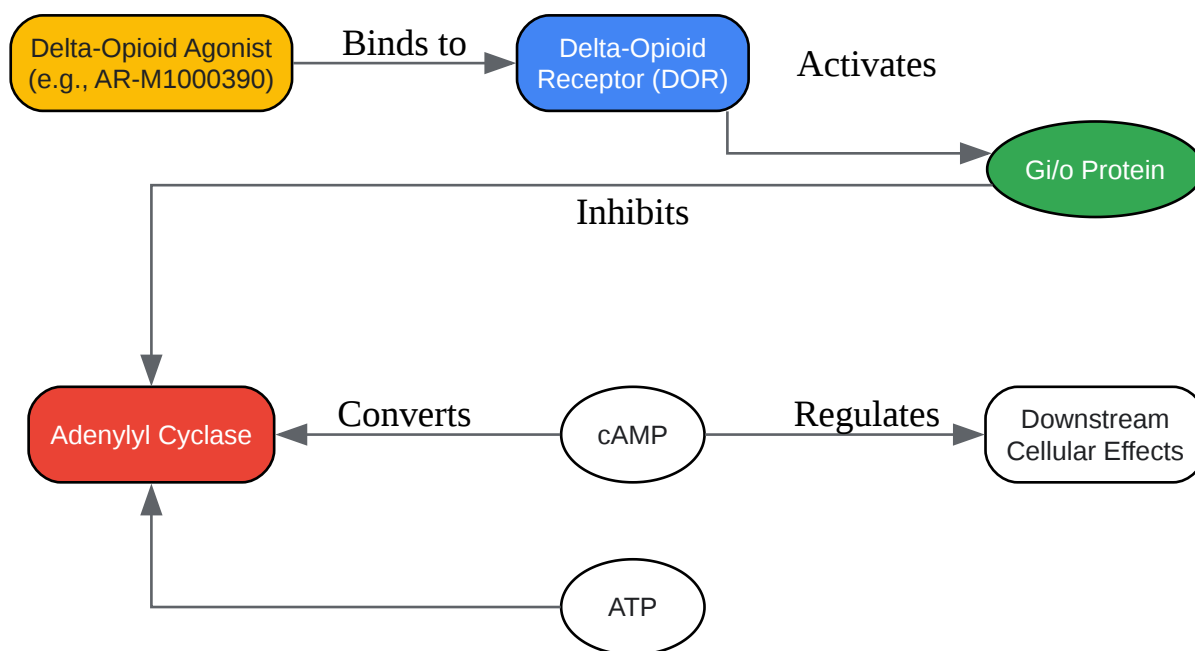 Delta-Opioid Agonist
(e.g., AR-M1000390)
Binds to
Delta-Opioid
Receptor (DOR)
Activates
Gi/o Protein
Inhibits
Adenylyl Cyclase
Converts
cAMP
Regulates
Downstream
Cellular Effects
ATP